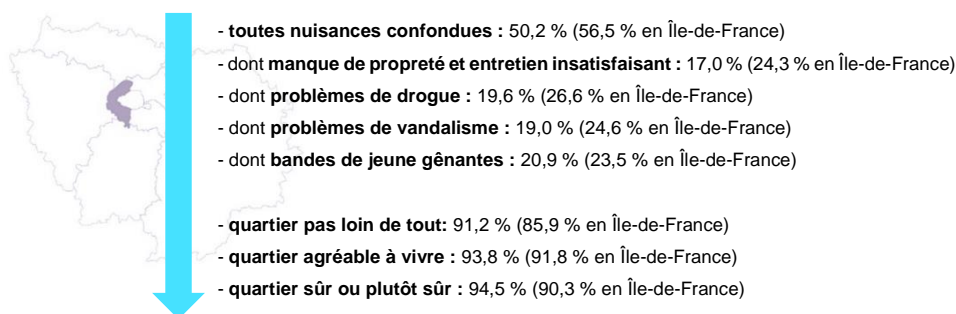 - toutes nuisances confondues : 50,2 % (56,5 % en Île-de-France)
- dont manque de propreté et entretien insatisfaisant : 17,0 % (24,3 % en Île-de-France)
- dont problèmes de drogue : 19,6 % (26,6 % en Île-de-France)
- dont problèmes de vandalisme : 19,0 % (24,6 % en Île-de-France)
- dont bandes de jeune gênantes : 20,9 % (23,5 % en Île-de-France)
- quartier pas loin de tout: 91,2 % (85,9 % en Île-de-France)
- quartier agréable à vivre : 93,8 % (91,8 % en Île-de-France)
- quartier sûr ou plutôt sûr : 94,5 % (90,3 % en Île-de-France)